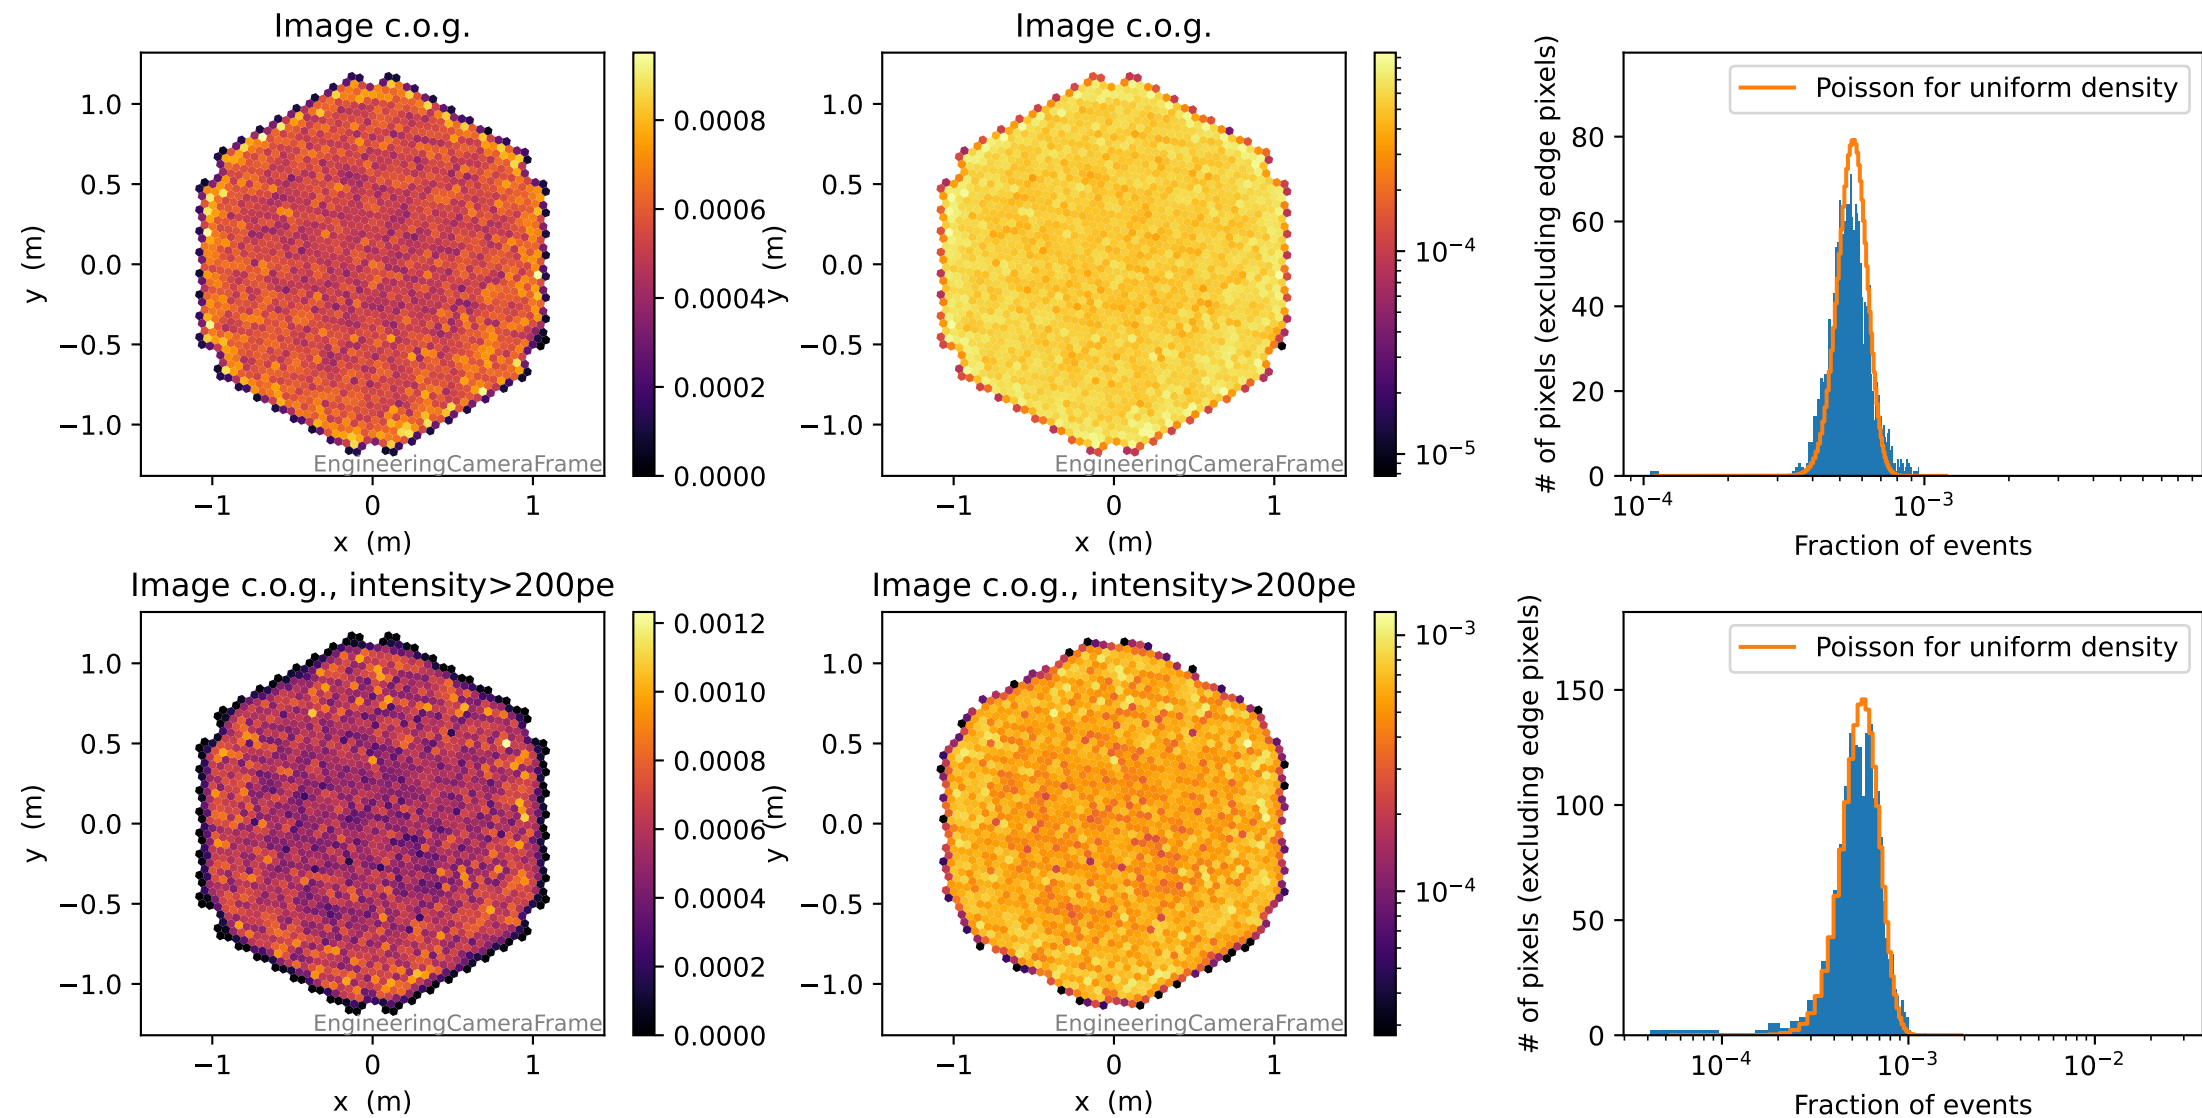 Image c.o.g.
y (m)
1.0
0.5
0.0
−0.5
−1.0
−1
0
1
x (m)
EngineeringCameraFrame
0.0008
0.0006
0.0004
0.0002
0.0000
Image c.o.g.
y (m)
1.0
0.5
0.0
−0.5
−1.0
−1
0
1
x (m)
EngineeringCameraFrame
10⁻⁴
10⁻⁵
# of pixels (excluding edge pixels)
80
60
40
20
0
Poisson for uniform density
10⁻⁴
10⁻³
Fraction of events
Image c.o.g., intensity>200pe
y (m)
1.0
0.5
0.0
−0.5
−1.0
−1
0
1
x (m)
EngineeringCameraFrame
0.0012
0.0010
0.0008
0.0006
0.0004
0.0002
0.0000
Image c.o.g., intensity>200pe
y (m)
1.0
0.5
0.0
−0.5
−1.0
−1
0
1
x (m)
EngineeringCameraFrame
10⁻³
10⁻⁴
# of pixels (excluding edge pixels)
150
100
50
0
Poisson for uniform density
10⁻⁴
10⁻³
10⁻²
Fraction of events